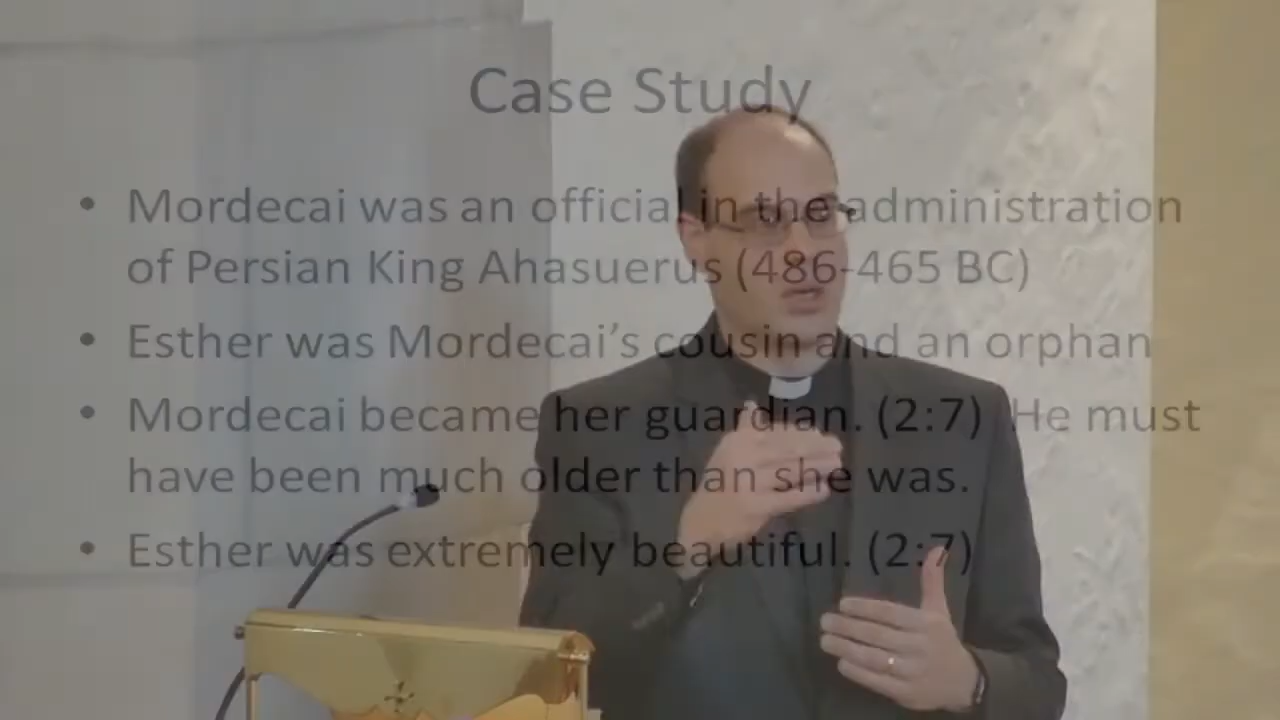 Case Study
• Mordecai was an official in the administration
of Persian King Ahasuerus (486-465 BC)
• Esther was Mordecai’s cousin and an orphan
• Mordecai became her guardian. (2:7) He must
have been much older than she was.
• Esther was extremely beautiful. (2:7)